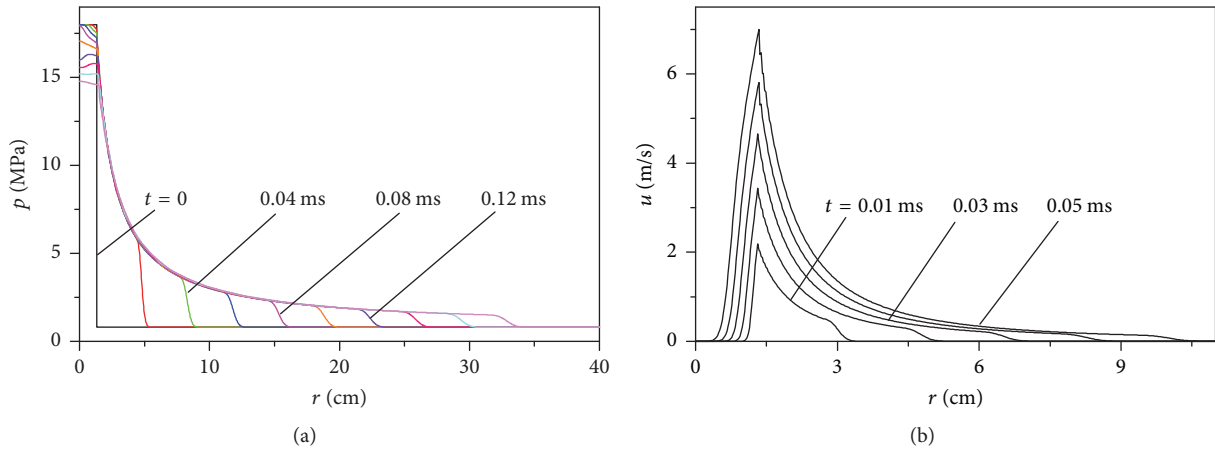 15
10
5
0
p (MPa)
t = 0
0.04 ms
0.08 ms
0.12 ms
0
10
20
30
40
r (cm)
(a)
6
4
2
0
u (m/s)
t = 0.01 ms
0.03 ms
0.05 ms
0
3
6
9
r (cm)
(b)